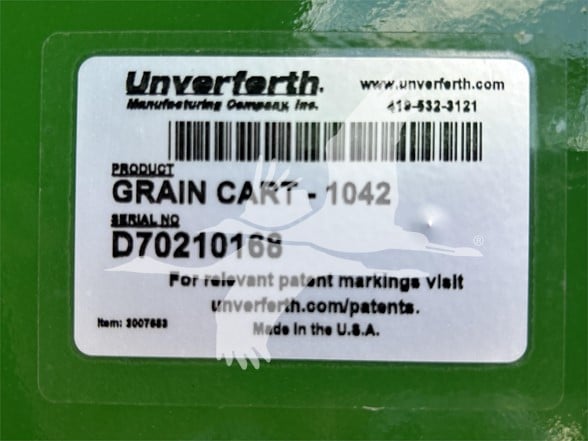 Unverferth.
www.unverferth.com
Manufacturing Company, Inc.
419-532-3121
PRODUCT
GRAIN CART - 1042
SERIAL NO
D70210168
For relevant patent markings visit
unverferth.com/patents.
Item: 3007653
Made in the U.S.A.